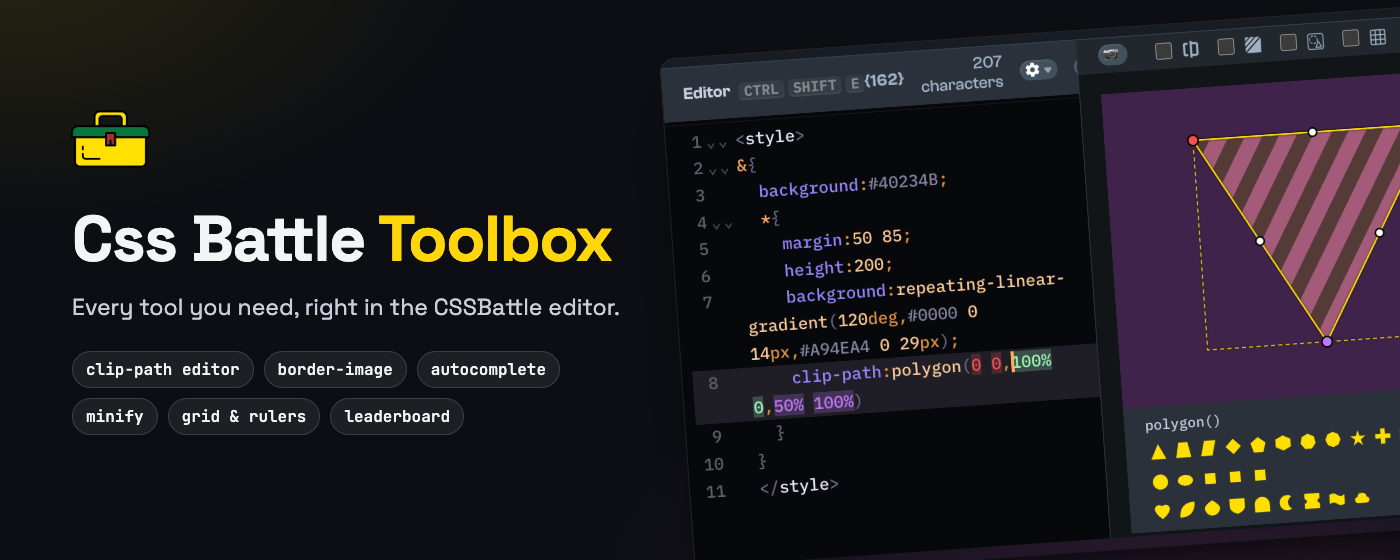 Css Battle Toolbox
Every tool you need, right in the CSSBattle editor.
clip-path editor
border-image
autocomplete
minify
grid & rulers
leaderboard
Editor CTRL SHIFT E {162} 207 characters
1 <style>
2 &{
3 background:#40234B;
4 *{
5 margin:50 85;
6 height:200;
7 background:repeating-linear-
gradient(120deg,#0000 0
14px,#A94EA4 0 29px);
8 clip-path:polygon(0 0,100%
0,50% 100%)
9 }
10 }
11 </style>
polygon()